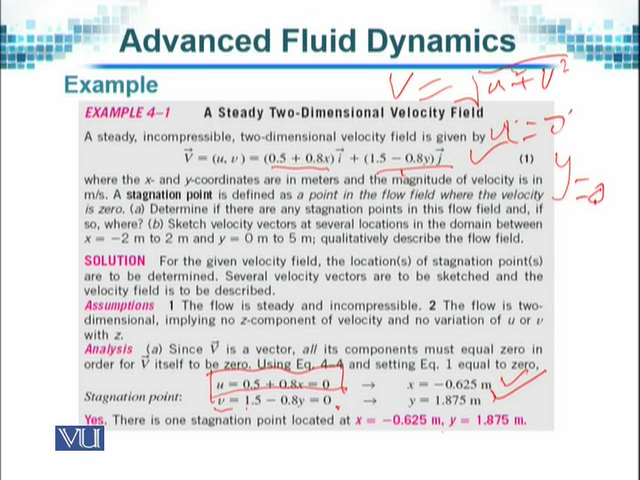 Advanced Fluid Dynamics
Example
V = √u² + v²
EXAMPLE 4–1 A Steady Two-Dimensional Velocity Field
u = 0
A steady, incompressible, two-dimensional velocity field is given by
V⃗ = (u, v) = (0.5 + 0.8x) i⃗ + (1.5 − 0.8y) j⃗ (1)
where the x- and y-coordinates are in meters and the magnitude of velocity is in
m/s. A stagnation point is defined as a point in the flow field where the velocity
is zero. (a) Determine if there are any stagnation points in this flow field and, if
so, where? (b) Sketch velocity vectors at several locations in the domain between
x = −2 m to 2 m and y = 0 m to 5 m; qualitatively describe the flow field.
SOLUTION For the given velocity field, the location(s) of stagnation point(s)
are to be determined. Several velocity vectors are to be sketched and the
velocity field is to be described.
Assumptions 1 The flow is steady and incompressible. 2 The flow is two-
dimensional, implying no z-component of velocity and no variation of u or v
with z.
Analysis (a) Since V⃗ is a vector, all its components must equal zero in
order for V⃗ itself to be zero. Using Eq. 4–4 and setting Eq. 1 equal to zero,
u = 0.5 + 0.8x = 0 → x = −0.625 m
Stagnation point: v = 1.5 − 0.8y = 0 → y = 1.875 m
Yes. There is one stagnation point located at x = −0.625 m, y = 1.875 m.
VU